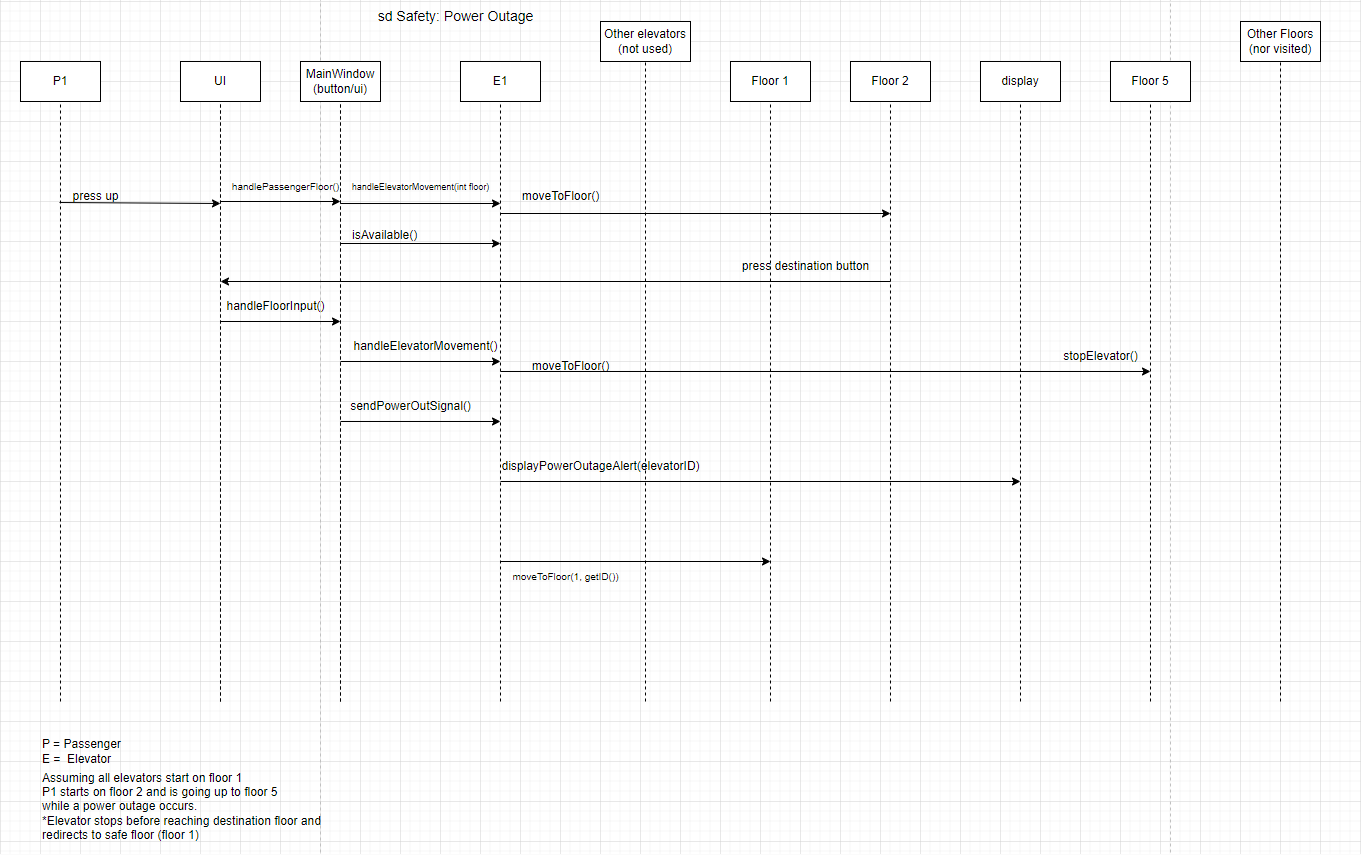 sd Safety: Power Outage
Other elevators
(not used)
Other Floors
(nor visited)
P1
UI
MainWindow
(button/ui)
E1
Floor 1
Floor 2
display
Floor 5
press up
handlePassengerFloor()
handleElevatorMovement(int floor)
moveToFloor()
isAvailable()
press destination button
handleFloorInput()
handleElevatorMovement()
moveToFloor()
stopElevator()
sendPowerOutSignal()
displayPowerOutageAlert(elevatorID)
moveToFloor(1, getID())
P = Passenger
E =  Elevator
Assuming all elevators start on floor 1
P1 starts on floor 2 and is going up to floor 5
while a power outage occurs.
*Elevator stops before reaching destination floor and
redirects to safe floor (floor 1)